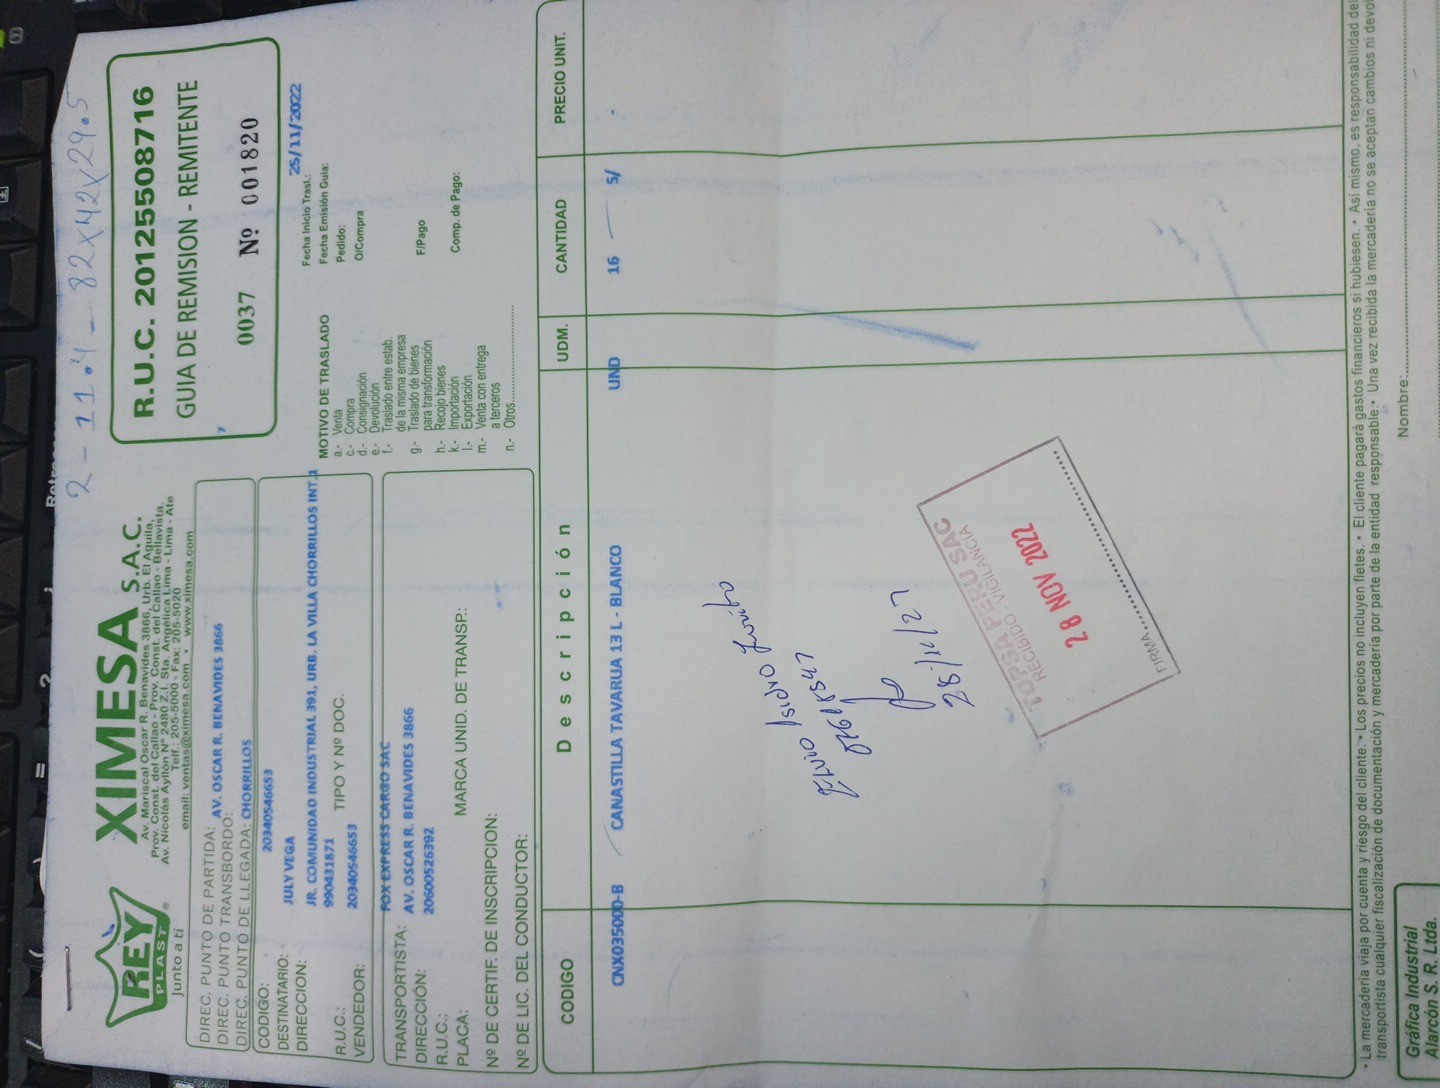 2 - 11.4 - 82x42x29.5
REY
PLAST
®
Junto a ti
XIMESA S.A.C.
Av. Mariscal Oscar R. Benavides 3866, Urb. El Aguila,
Prov. Const. del Callao - Prov. Const. del Callao - Bellavista.
Av. Nicolás Ayllón Nº 2480 Z.I. Sta. Angélica Lima - Lima - Ate
Telf.: 205-5000 - Fax: 205-5020
email: ventas@ximesa.com • www.ximesa.com
R.U.C. 20125508716
GUIA DE REMISION - REMITENTE
0037 Nº 001820
DIREC. PUNTO DE PARTIDA: AV. OSCAR R. BENAVIDES 3866
DIREC. PUNTO TRANSBORDO:
DIREC. PUNTO DE LLEGADA: CHORRILLOS
CODIGO: 20340546653
DESTINATARIO: JULY VEGA
DIRECCION: JR. COMUNIDAD INDUSTRIAL 391, URB. LA VILLA CHORRILLOS INT.
990431871
R.U.C.: 20340546653 TIPO Y Nº DOC.
VENDEDOR:
TRANSPORTISTA: FOX EXPRESS CARGO SAC
DIRECCIÓN: AV. OSCAR R. BENAVIDES 3866
R.U.C.: 20600526392
PLACA: MARCA UNID. DE TRANSP.:
Nº DE CERTIF. DE INSCRIPCION:
Nº DE LIC. DEL CONDUCTOR:
MOTIVO DE TRASLADO
a.- Venta
c.- Compra
d.- Consignación
e.- Devolución
f.- Traslado entre estab.
de la misma empresa
g.- Traslado de bienes
para transformación
h.- Recojo bienes
k.- Importación
l.- Exportación
m.- Venta con entrega
a terceros
n.- Otros
Fecha Inicio Trasl.: 25/11/2022
Fecha Emisión Guia:
Pedido:
O/Compra
F/Pago
Comp. de Pago:
CODIGO Descripción UDM. CANTIDAD PRECIO UNIT.
CNX035000-B CANASTILLA TAVARUA 13 L - BLANCO UND 16 5/
TOPSA PERU SAC
RECIBIDO - VIGILANCIA
28 NOV 2022
FIRMA
• La mercadería viaja por cuenta y riesgo del cliente. • Los precios no incluyen fletes. • El cliente pagará gastos financieros si hubiesen. • Así mismo, es responsabilidad del
transportista cualquier fiscalización de documentación y mercadería por parte de la entidad responsable. • Una vez recibida la mercadería no se aceptan cambios ni
Nombre:
Gráfica Industrial
Alarcón S. R. Ltda.